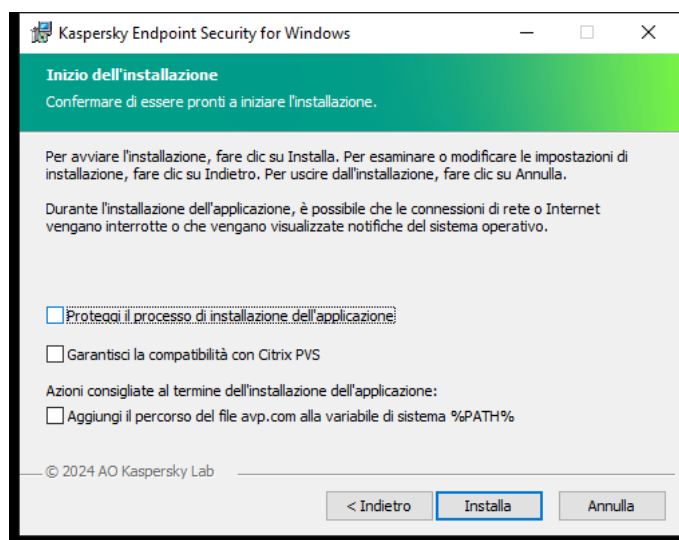 Kaspersky Endpoint Security for Windows
Inizio dell'installazione
Confermare di essere pronti a iniziare l'installazione.
Per avviare l'installazione, fare clic su Installa. Per esaminare o modificare le impostazioni di
installazione, fare clic su Indietro. Per uscire dall'installazione, fare clic su Annulla.
Durante l'installazione dell'applicazione, è possibile che le connessioni di rete o Internet
vengano interrotte o che vengano visualizzate notifiche del sistema operativo.
Proteggi il processo di installazione dell'applicazione
Garantisci la compatibilità con Citrix PVS
Azioni consigliate al termine dell'installazione dell'applicazione:
Aggiungi il percorso del file avp.com alla variabile di sistema %PATH%
© 2024 AO Kaspersky Lab
< Indietro
Installa
Annulla